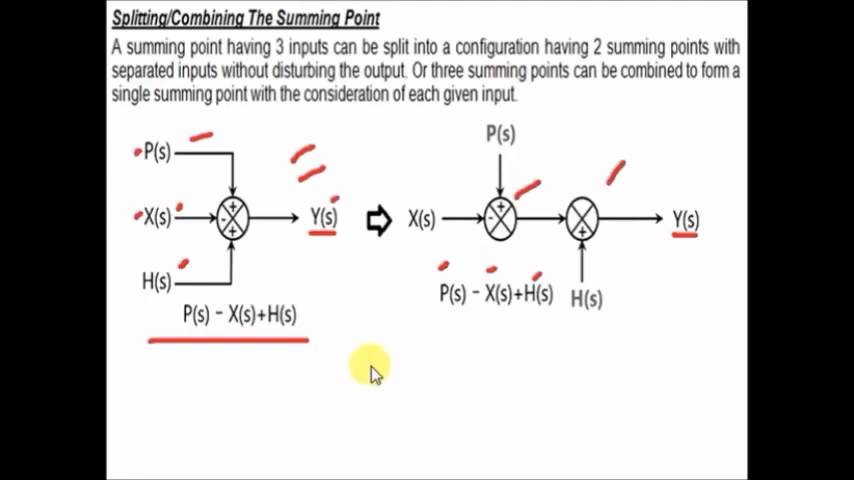 Splitting/Combining The Summing Point
A summing point having 3 inputs can be split into a configuration having 2 summing points with
separated inputs without disturbing the output. Or three summing points can be combined to form a
single summing point with the consideration of each given input.
P(s)
X(s)
H(s)
+
-
+
Y(s)
P(s) - X(s)+H(s)
P(s)
X(s)
+
-
+
Y(s)
P(s) - X(s)+H(s)
H(s)